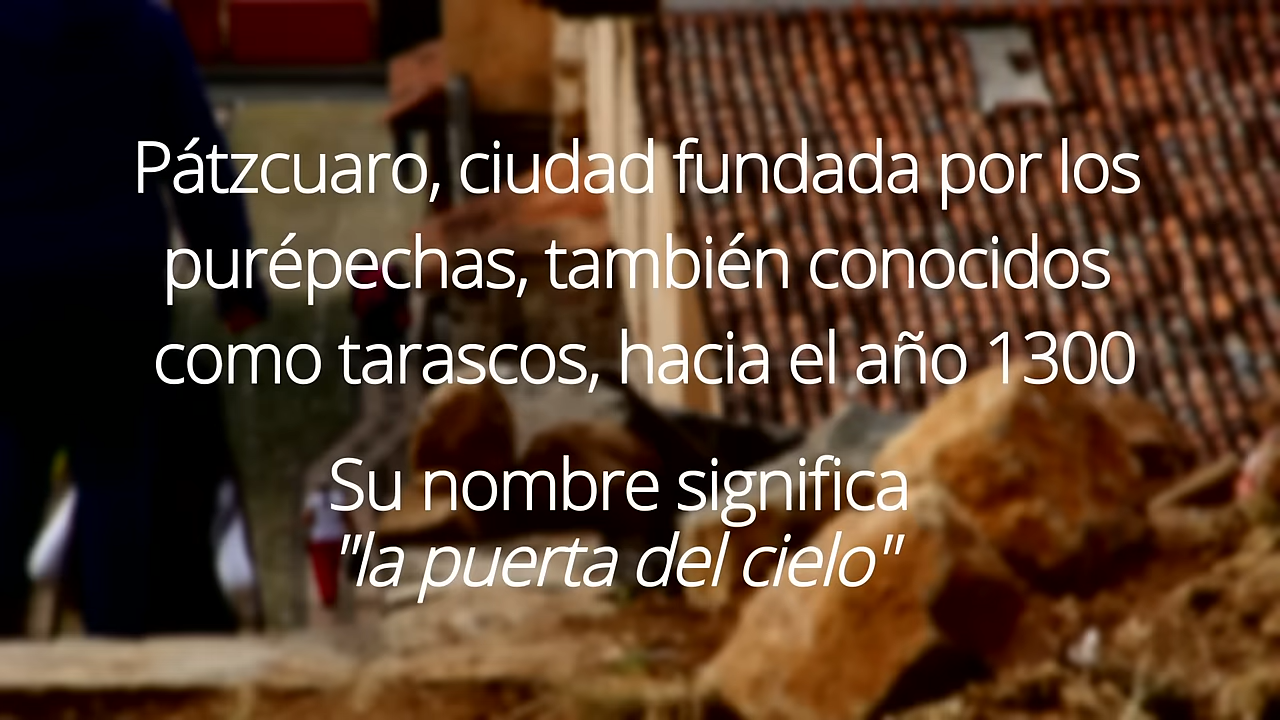 Pátzcuaro, ciudad fundada por los
purépechas, también conocidos
como tarascos, hacia el año 1300
Su nombre significa
"la puerta del cielo"